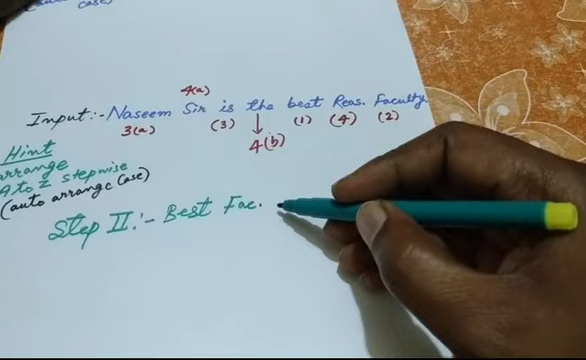 case)
4(a)
Input:- Naseem Sir is the best Reas. Faculty
3(a) (3) (1) (4) (2)
4(b)
Hint
arrange
A to Z stepwise
(auto arrange case)
Step II:- Best Fac.